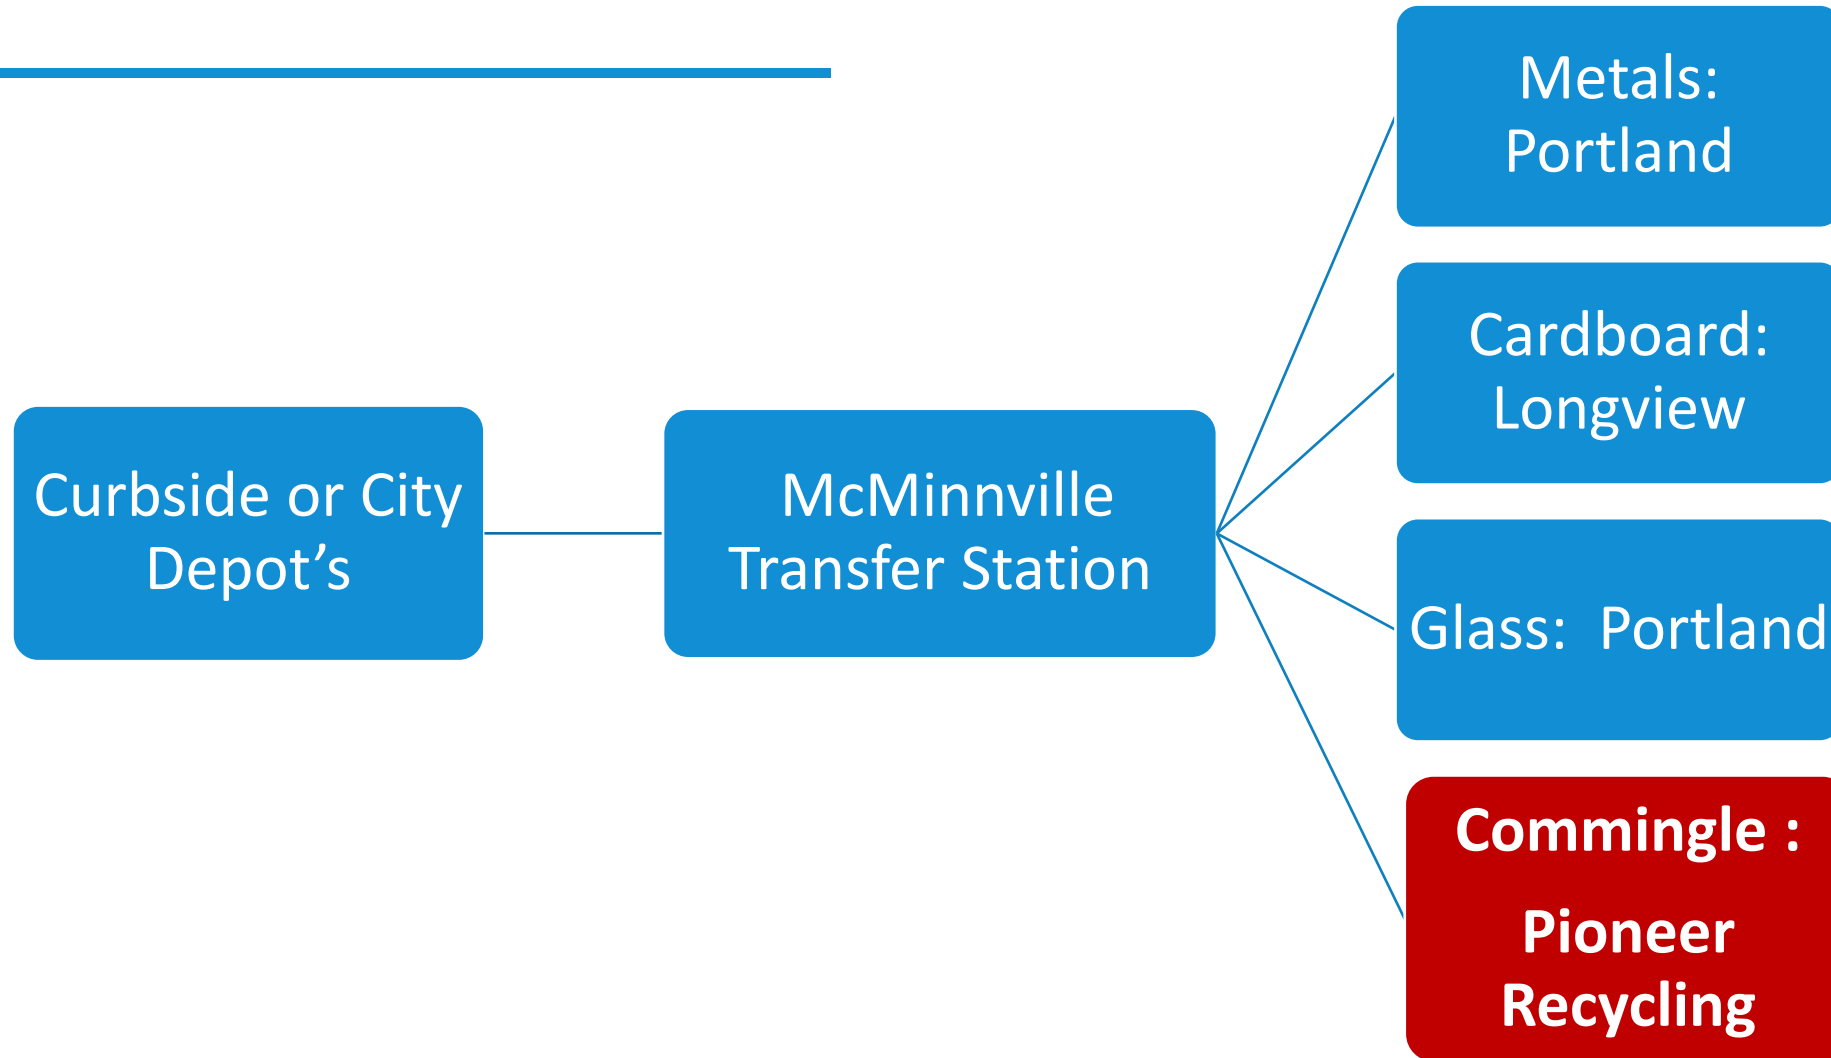 Curbside or City
Depot’s
McMinnville
Transfer Station
Metals:
Portland
Cardboard:
Longview
Glass:  Portland
Commingle :
Pioneer
Recycling